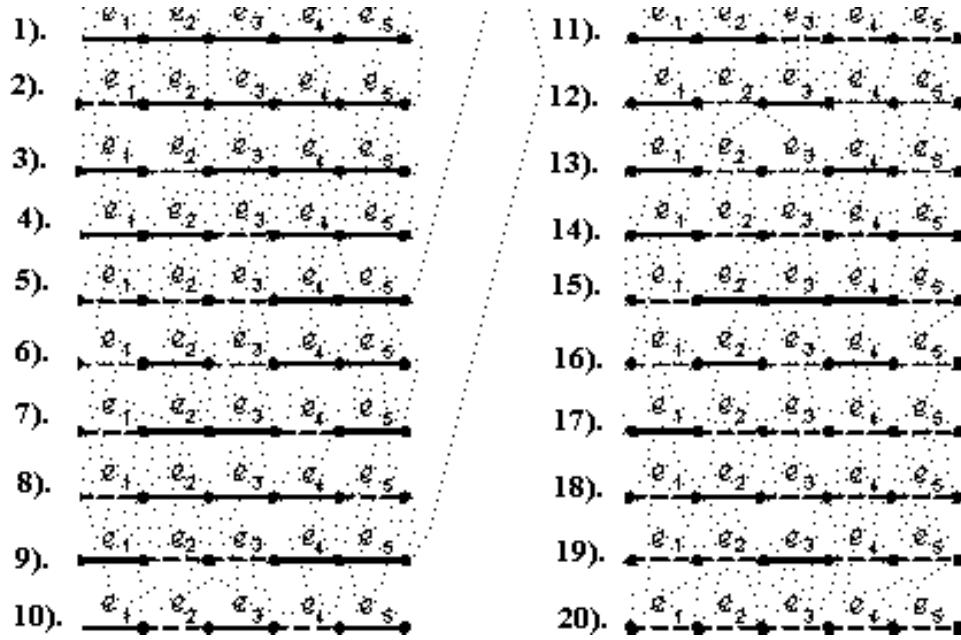 1). e1 e2 e3 e4 e5
2). e1 e2 e3 e4 e5
3). e1 e2 e3 e4 e5
4). e1 e2 e3 e4 e5
5). e1 e2 e3 e4 e5
6). e1 e2 e3 e4 e5
7). e1 e2 e3 e4 e5
8). e1 e2 e3 e4 e5
9). e1 e2 e3 e4 e5
10). e1 e2 e3 e4 e5
11). e1 e2 e3 e4 e5
12). e1 e2 e3 e4 e5
13). e1 e2 e3 e4 e5
14). e1 e2 e3 e4 e5
15). e1 e2 e3 e4 e5
16). e1 e2 e3 e4 e5
17). e1 e2 e3 e4 e5
18). e1 e2 e3 e4 e5
19). e1 e2 e3 e4 e5
20). e1 e2 e3 e4 e5